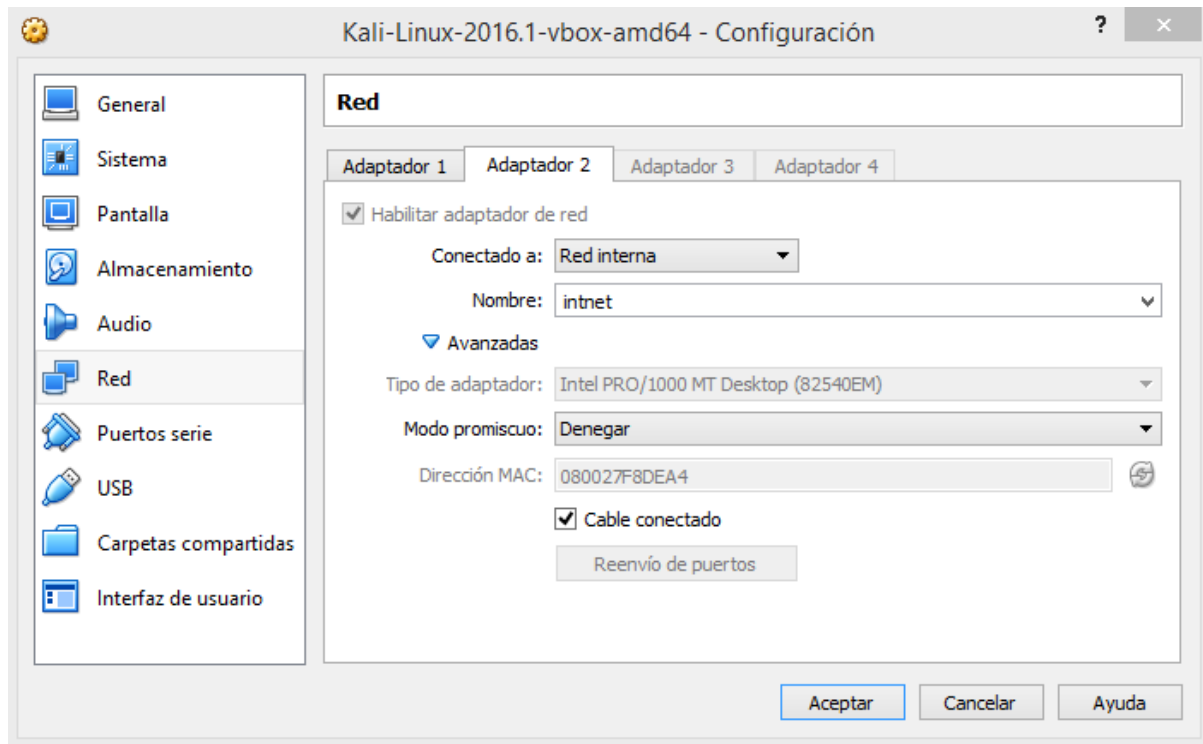 Kali-Linux-2016.1-vbox-amd64 - Configuración
?
×
General
Sistema
Pantalla
Almacenamiento
Audio
Red
Puertos serie
USB
Carpetas compartidas
Interfaz de usuario
Red
Adaptador 1
Adaptador 2
Adaptador 3
Adaptador 4
Habilitar adaptador de red
Conectado a: Red interna
Nombre: intnet
Avanzadas
Tipo de adaptador: Intel PRO/1000 MT Desktop (82540EM)
Modo promiscuo: Denegar
Dirección MAC: 080027F8DEA4
Cable conectado
Reenvío de puertos
Aceptar
Cancelar
Ayuda